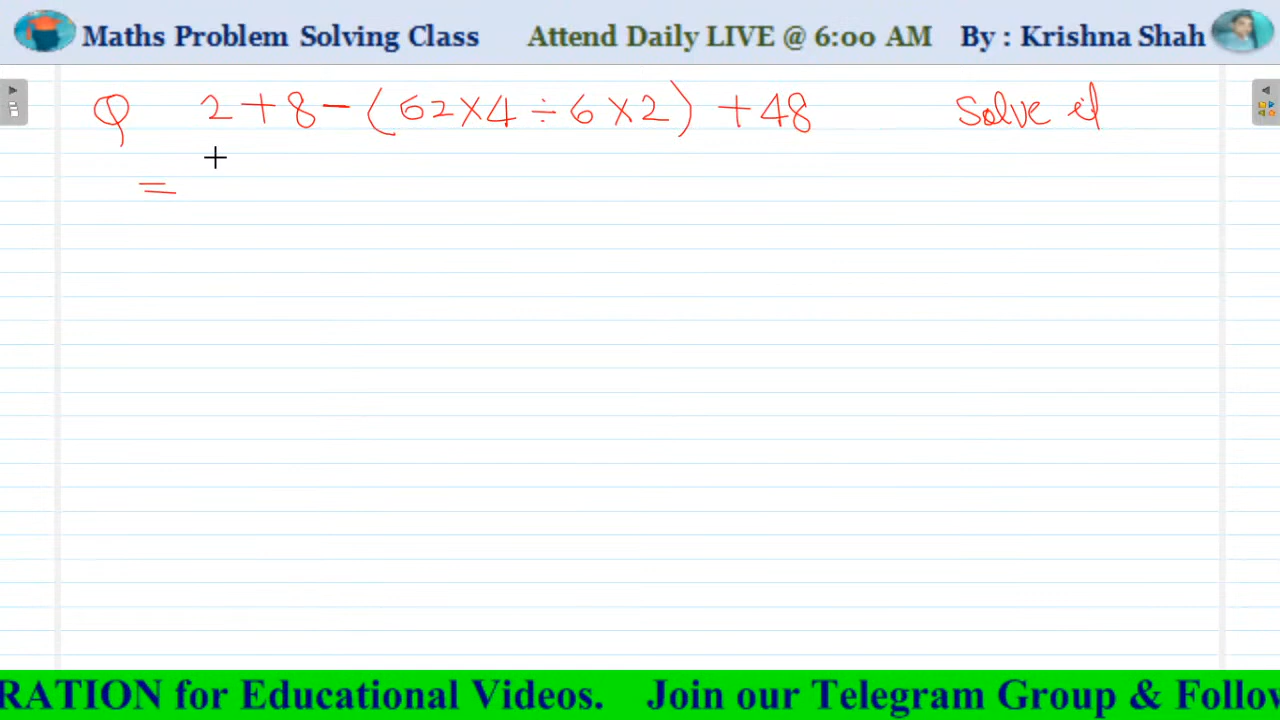 Maths Problem Solving Class Attend Daily LIVE @ 6:00 AM By : Krishna Shah
Q 2+8-(62×4÷6×2) +48 Solve it
=
RATION for Educational Videos. Join our Telegram Group & Follow